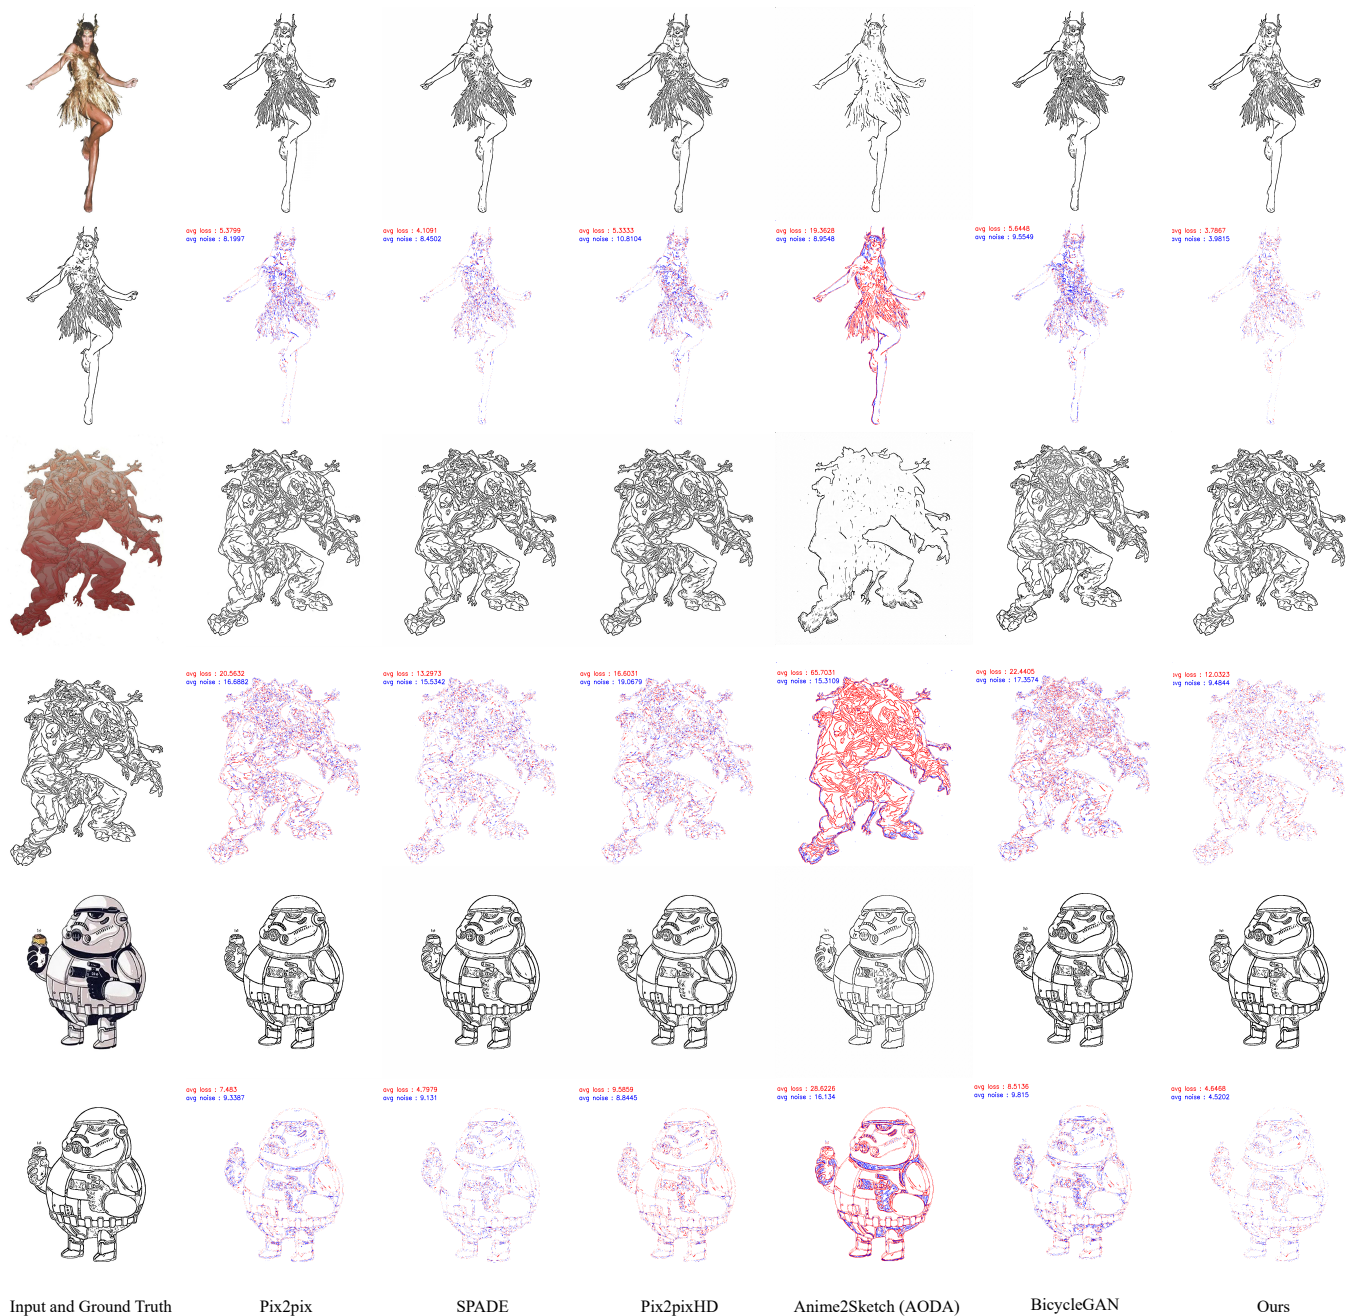 avg loss : 5.3799
avg noise : 8.1997
avg loss : 4.1091
avg noise : 8.4502
avg loss : 5.3333
avg noise : 10.8104
avg loss : 19.3628
avg noise : 8.9548
avg loss : 5.6448
avg noise : 9.5549
avg loss : 3.7867
avg noise : 3.9815
avg loss : 20.5632
avg noise : 16.6882
avg loss : 13.2973
avg noise : 15.5342
avg loss : 16.6031
avg noise : 19.0679
avg loss : 65.7031
avg noise : 15.3109
avg loss : 22.4405
avg noise : 17.3574
avg loss : 12.0323
avg noise : 9.4844
avg loss : 7.483
avg noise : 9.3387
avg loss : 4.7979
avg noise : 9.131
avg loss : 9.5859
avg noise : 8.8445
avg loss : 28.6226
avg noise : 16.134
avg loss : 8.5136
avg noise : 9.815
avg loss : 4.6468
avg noise : 4.5202
Input and Ground Truth
Pix2pix
SPADE
Pix2pixHD
Anime2Sketch (AODA)
BicycleGAN
Ours